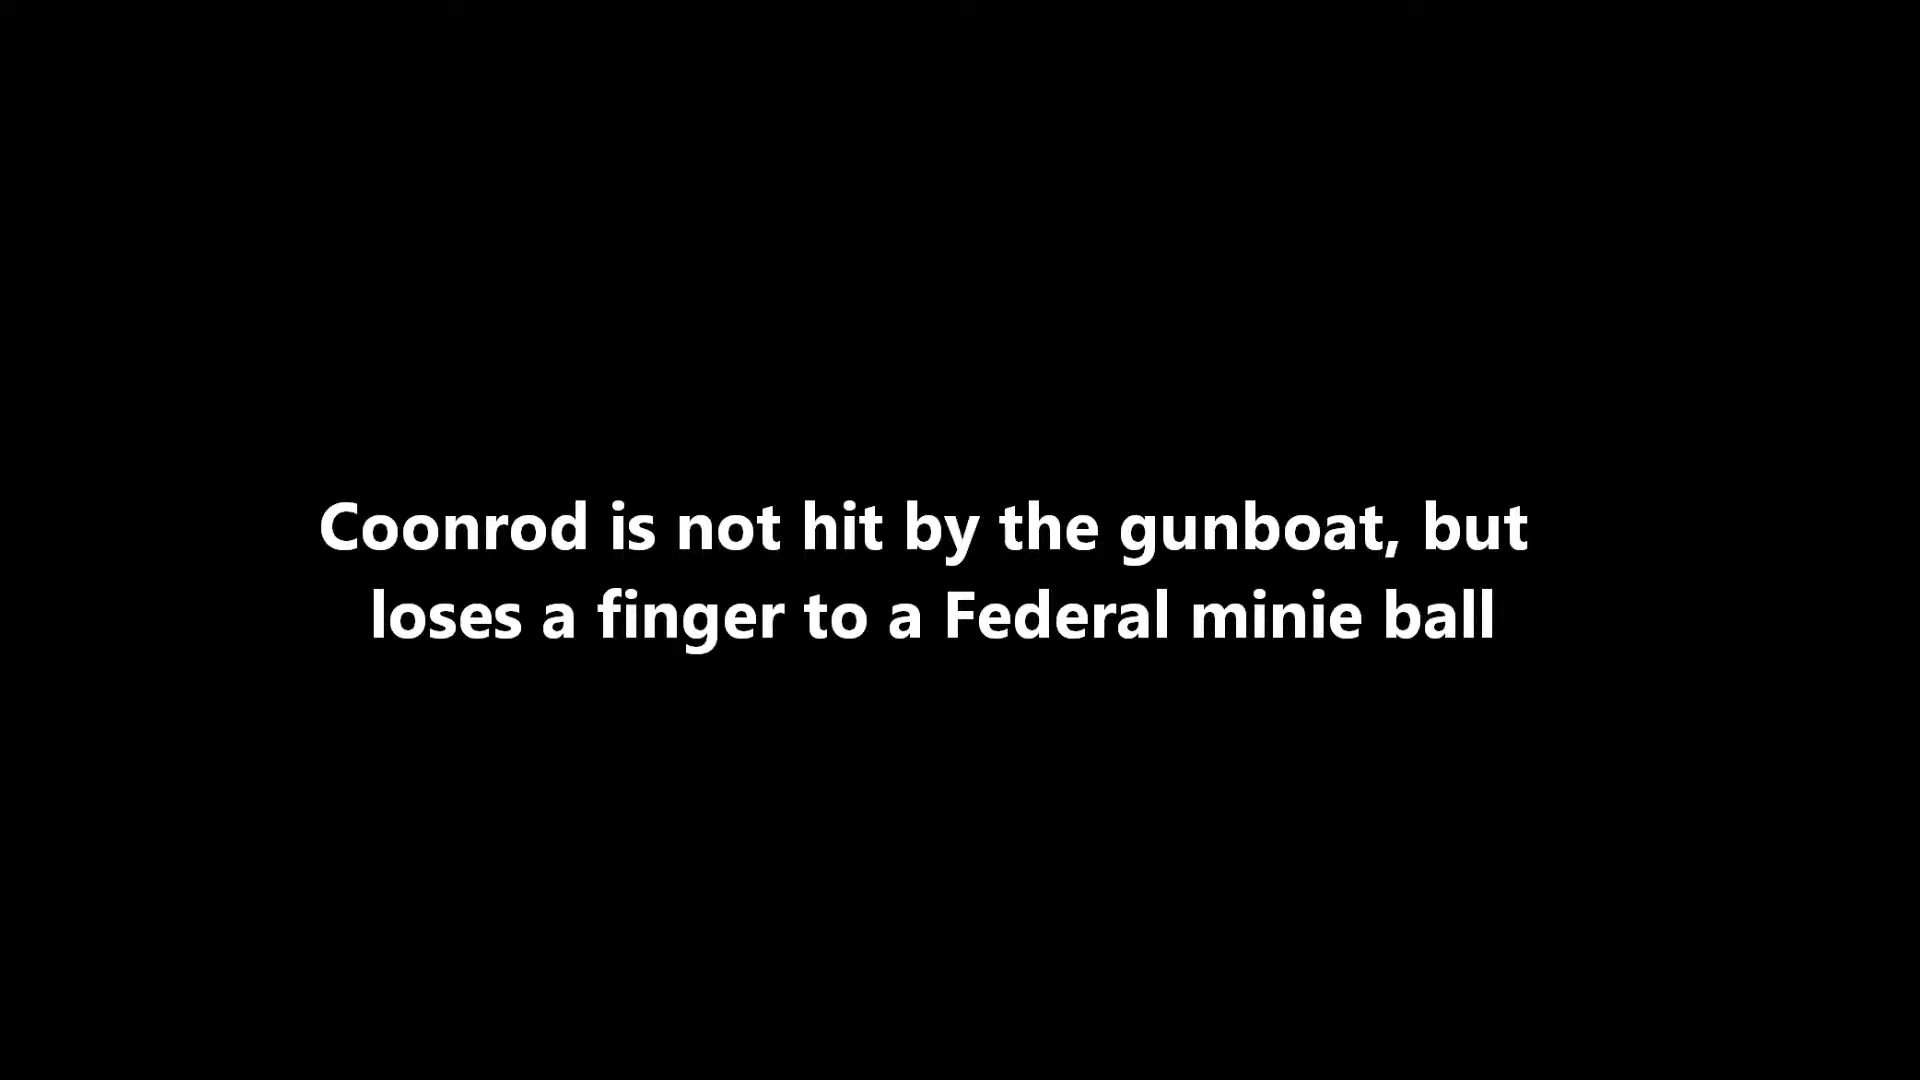 Coonrod is not hit by the gunboat, but
loses a finger to a Federal minie ball